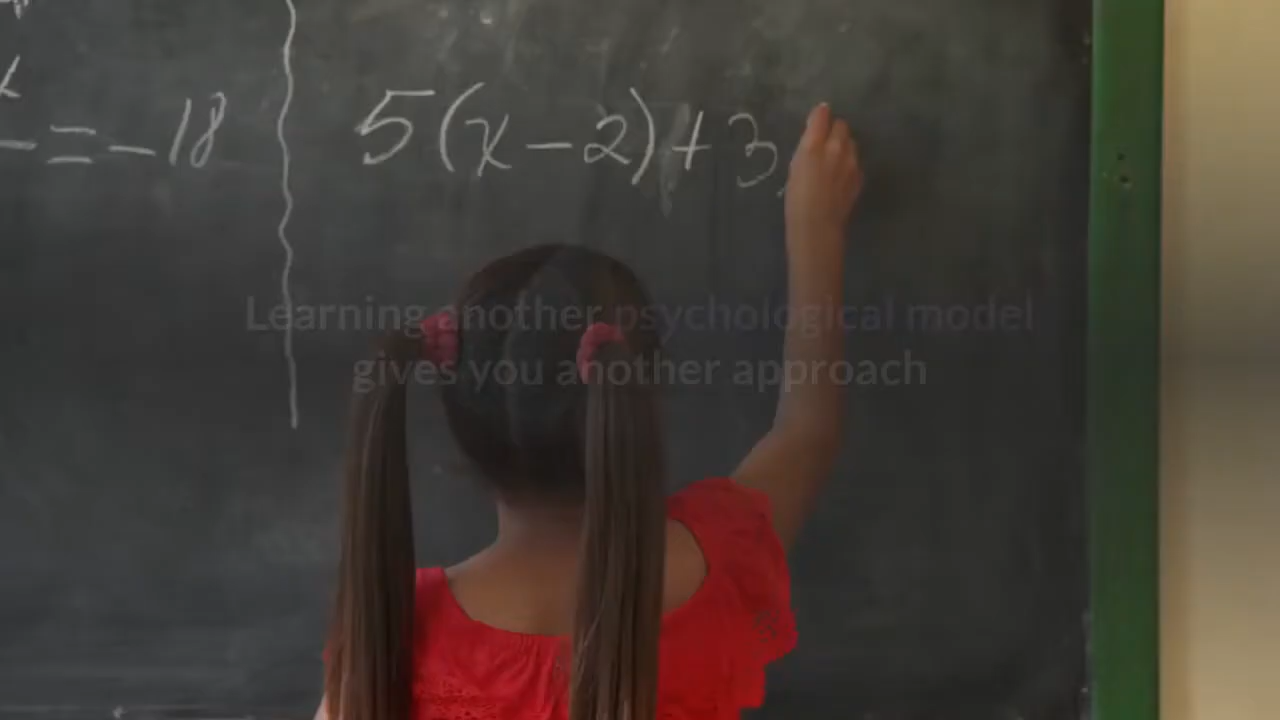 = -18
5(x-2)+3
Learning another psychological model
gives you another approach